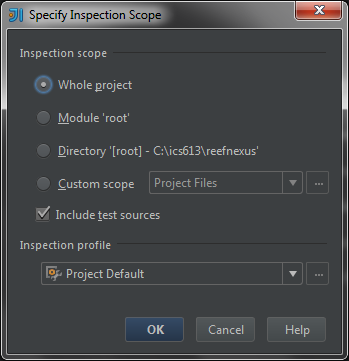 Specify Inspection Scope
Inspection scope
Whole project
Module 'root'
Directory '[root] - C:\ics613\reefnexus'
Custom scope Project Files ...
Include test sources
Inspection profile
Project Default ...
OK Cancel Help